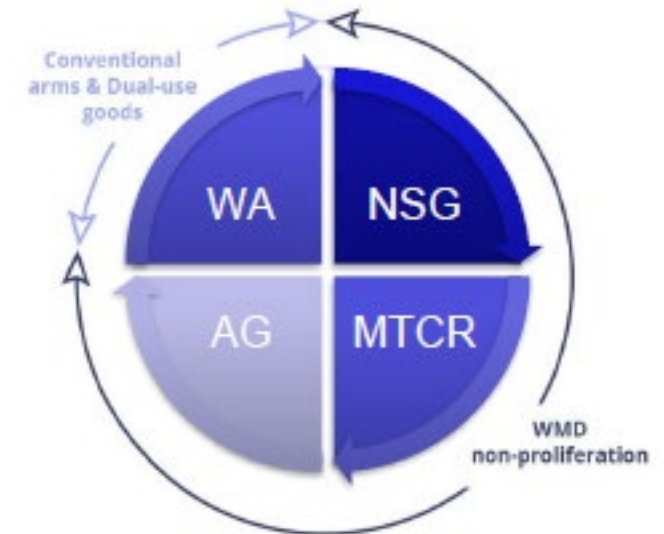 Conventional
arms & Dual-use
goods
WA
NSG
AG
MTCR
WMD
non-proliferation